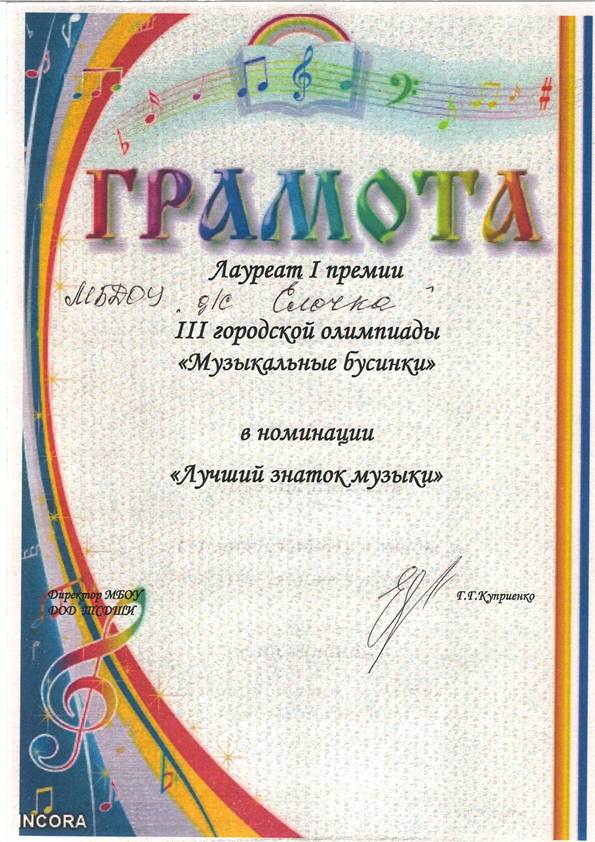 ГРАМОТА
Лауреат I премии
МБДОУ "д/с Елочка"
III городской олимпиады
«Музыкальные бусинки»
в номинации
«Лучший знаток музыки»
Директор МБОУ
ДОД ТСДШИ
Г.Г.Куприенко
INCORA